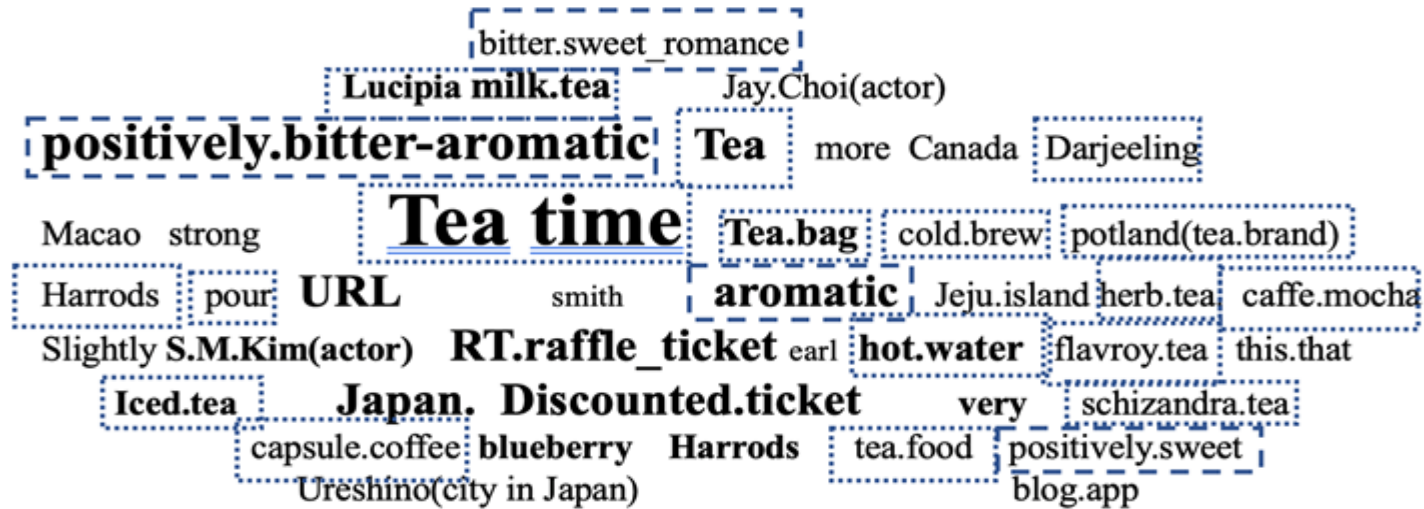 bitter.sweet_romance
Lucipia milk.tea Jay.Choi(actor)
positively.bitter-aromatic Tea more Canada Darjeeling
Macao strong Tea time Tea.bag cold.brew potland(tea.brand)
Harrods pour URL smith aromatic Jeju.island herb.tea caffe.mocha
Slightly S.M.Kim(actor) RT.raffle_ticket earl hot.water flavroy.tea this.that
Iced.tea Japan. Discounted.ticket very schizandra.tea
capsule.coffee blueberry Harrods tea.food positively.sweet
Ureshino(city in Japan) blog.app